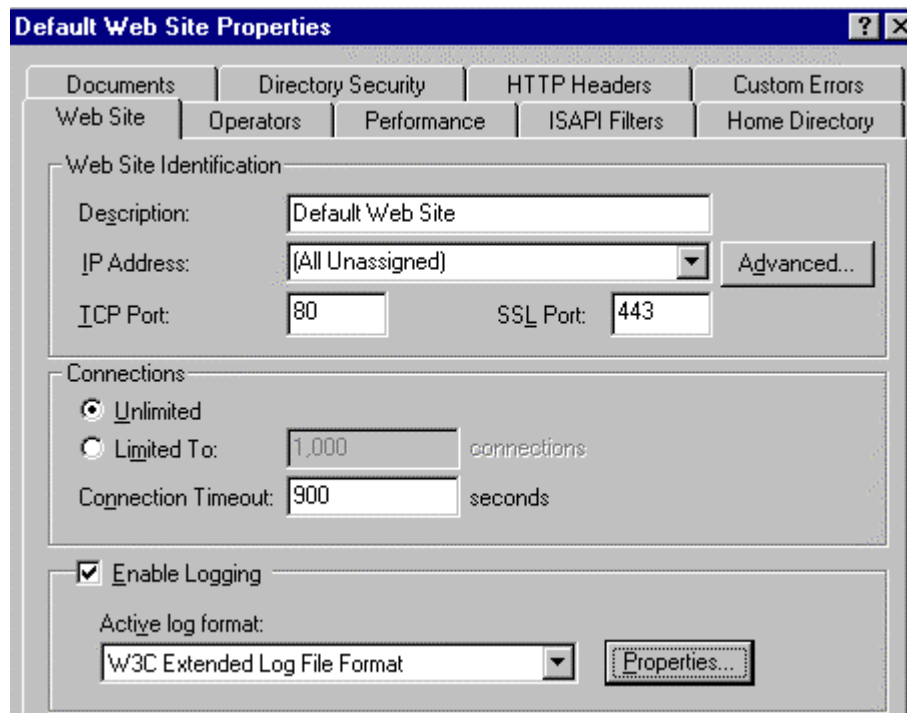 Default Web Site Properties ? X
Documents Directory Security HTTP Headers Custom Errors
Web Site Operators Performance ISAPI Filters Home Directory
Web Site Identification
Description: Default Web Site
IP Address: (All Unassigned) Advanced...
TCP Port: 80 SSL Port: 443
Connections
Unlimited
Limited To: 1,000 connections
Connection Timeout: 900 seconds
Enable Logging
Active log format:
W3C Extended Log File Format Properties...